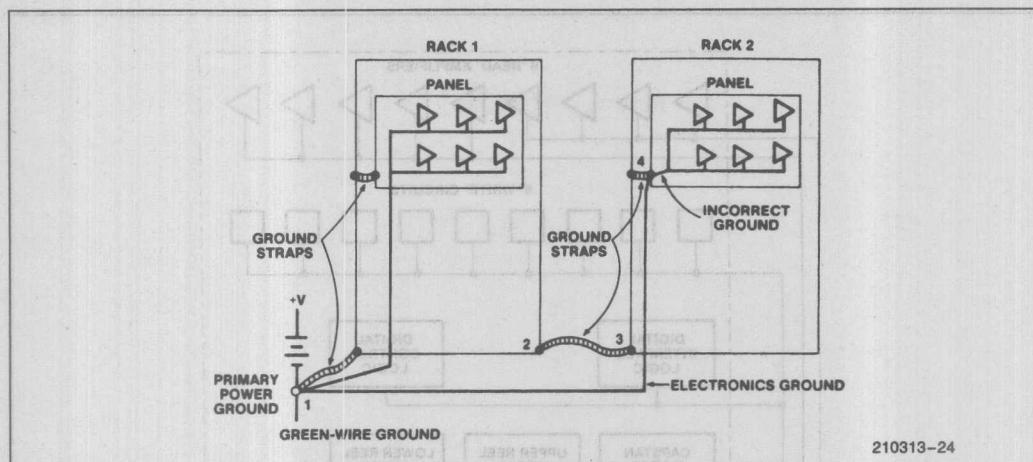 RACK 1
RACK 2
PANEL
PANEL
4
INCORRECT
GROUND
GROUND
STRAPS
GROUND
STRAPS
+V
2
3
PRIMARY
POWER
GROUND
1
ELECTRONICS GROUND
GREEN-WIRE GROUND
210313-24